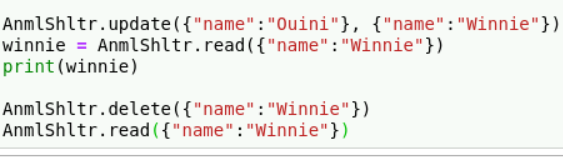 AnmlShltr.update({"name":"Ouini"}, {"name":"Winnie"})
winnie = AnmlShltr.read({"name":"Winnie"})
print(winnie)
AnmlShltr.delete({"name":"Winnie"})
AnmlShltr.read({"name":"Winnie"})